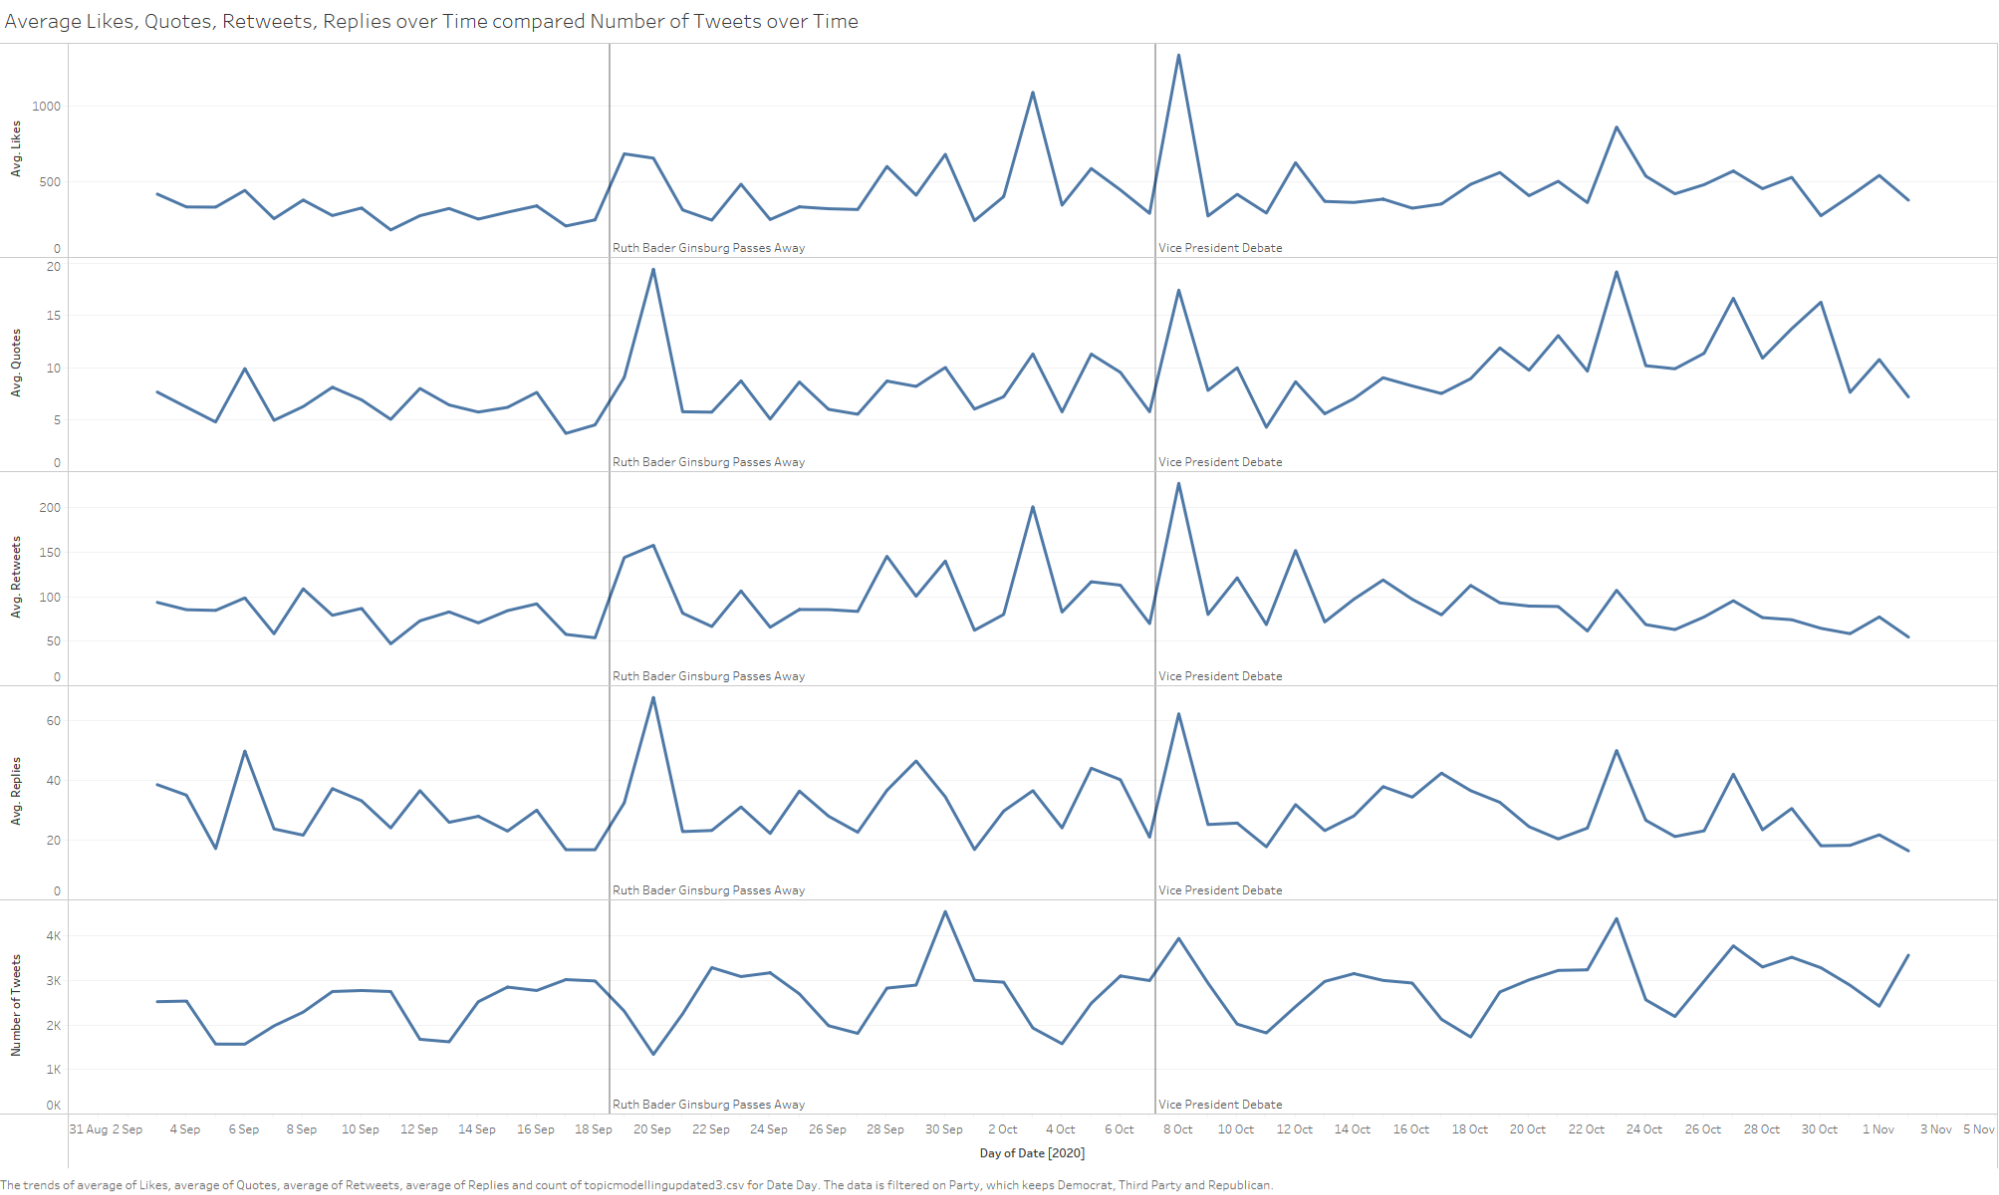 Average Likes, Quotes, Retweets, Replies over Time compared Number of Tweets over Time
Avg. Likes
1000
500
0
Ruth Bader Ginsburg Passes Away
Vice President Debate
Avg. Quotes
20
15
10
5
0
Ruth Bader Ginsburg Passes Away
Vice President Debate
Avg. Retweets
200
150
100
50
0
Ruth Bader Ginsburg Passes Away
Vice President Debate
Avg. Replies
60
40
20
0
Ruth Bader Ginsburg Passes Away
Vice President Debate
Number of Tweets
4K
3K
2K
1K
0K
Ruth Bader Ginsburg Passes Away
Vice President Debate
31 Aug 2 Sep 4 Sep 6 Sep 8 Sep 10 Sep 12 Sep 14 Sep 16 Sep 18 Sep 20 Sep 22 Sep 24 Sep 26 Sep 28 Sep 30 Sep 2 Oct 4 Oct 6 Oct 8 Oct 10 Oct 12 Oct 14 Oct 16 Oct 18 Oct 20 Oct 22 Oct 24 Oct 26 Oct 28 Oct 30 Oct 1 Nov 3 Nov 5 Nov
Day of Date [2020]
The trends of average of Likes, average of Quotes, average of Retweets, average of Replies and count of topicmodellingupdated3.csv for Date Day. The data is filtered on Party, which keeps Democrat, Third Party and Republican.